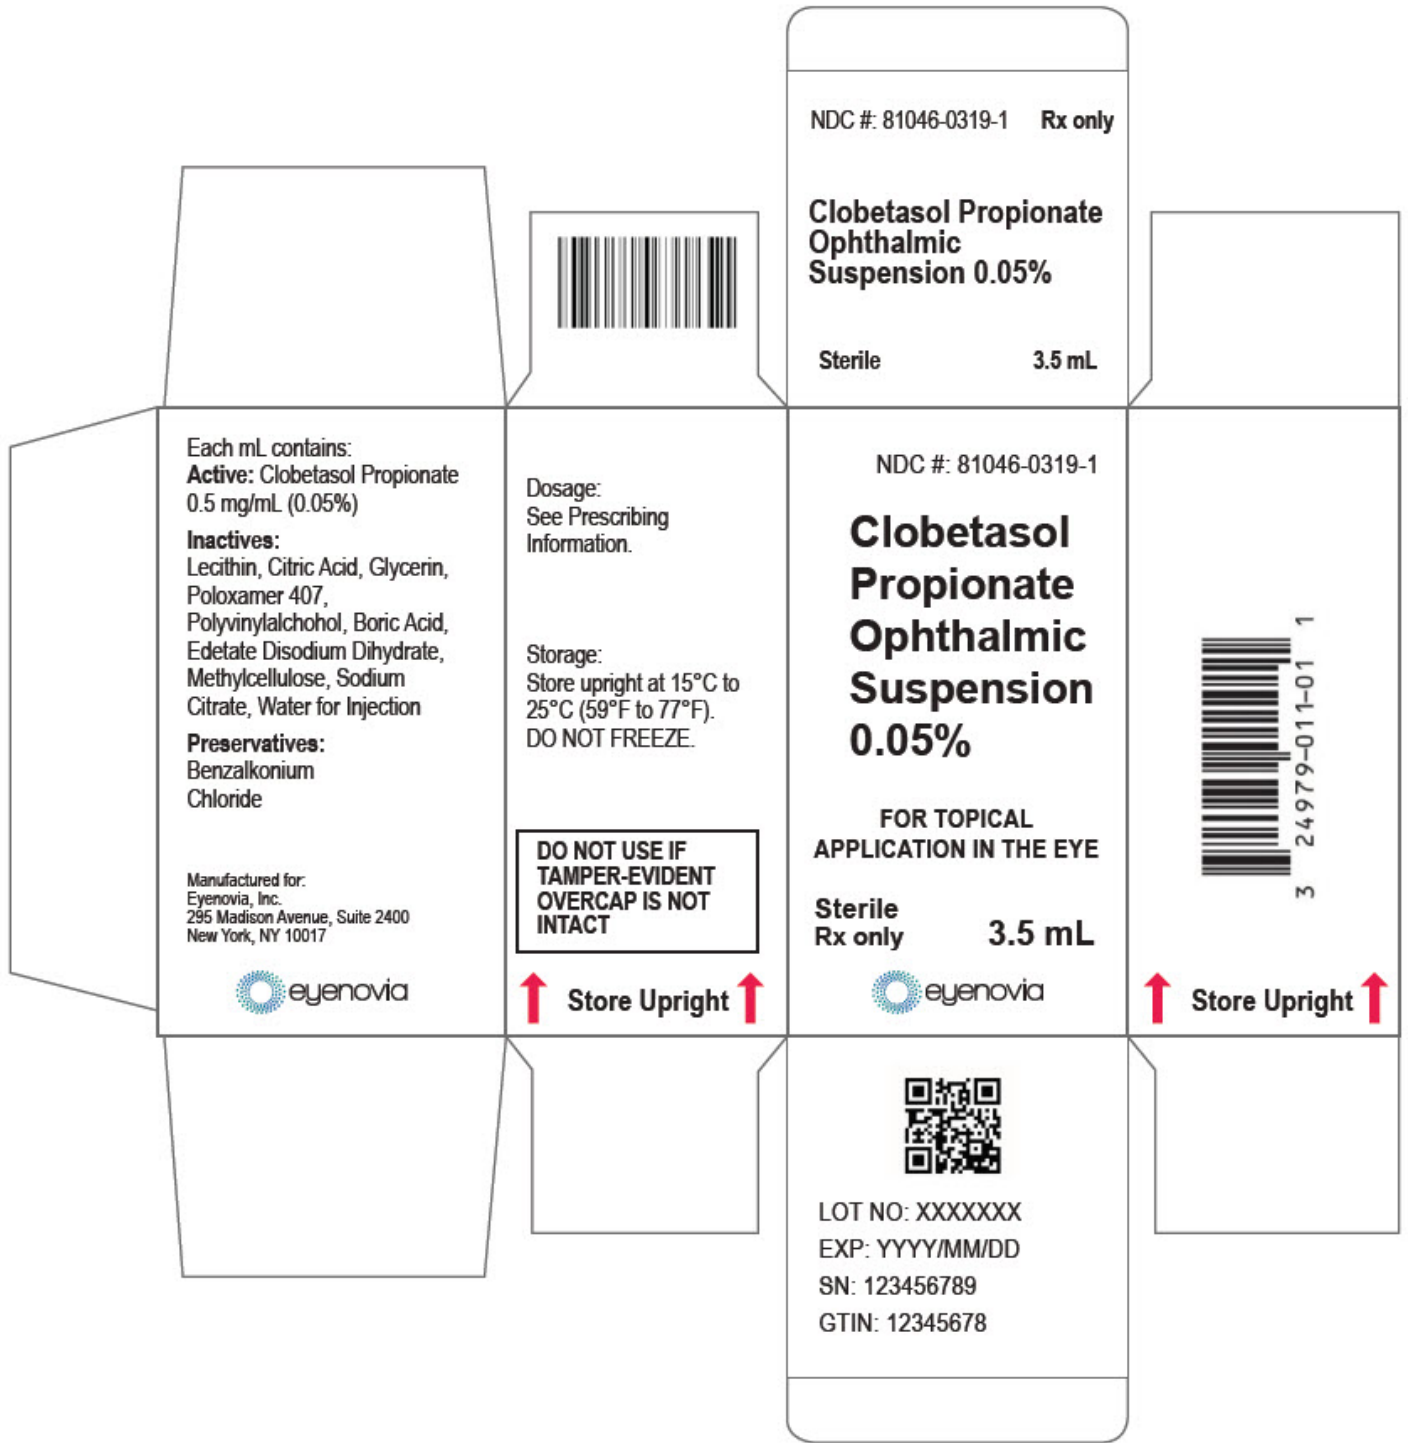 NDC #: 81046-0319-1 Rx only
Clobetasol Propionate
Ophthalmic
Suspension 0.05%
Sterile 3.5 mL
Each mL contains:
Active: Clobetasol Propionate
0.5 mg/mL (0.05%)
Inactives:
Lecithin, Citric Acid, Glycerin,
Poloxamer 407,
Polyvinylalchohol, Boric Acid,
Edetate Disodium Dihydrate,
Methylcellulose, Sodium
Citrate, Water for Injection
Preservatives:
Benzalkonium
Chloride
Manufactured for:
Eyenovia, Inc.
295 Madison Avenue, Suite 2400
New York, NY 10017
eyenovia
Dosage:
See Prescribing
Information.
Storage:
Store upright at 15°C to
25°C (59°F to 77°F).
DO NOT FREEZE.
DO NOT USE IF
TAMPER-EVIDENT
OVERCAP IS NOT
INTACT
Store Upright
NDC #: 81046-0319-1
Clobetasol
Propionate
Ophthalmic
Suspension
0.05%
FOR TOPICAL
APPLICATION IN THE EYE
Sterile
Rx only 3.5 mL
eyenovia
3 24979-011-01 1
Store Upright
LOT NO: XXXXXXX
EXP: YYYY/MM/DD
SN: 123456789
GTIN: 12345678